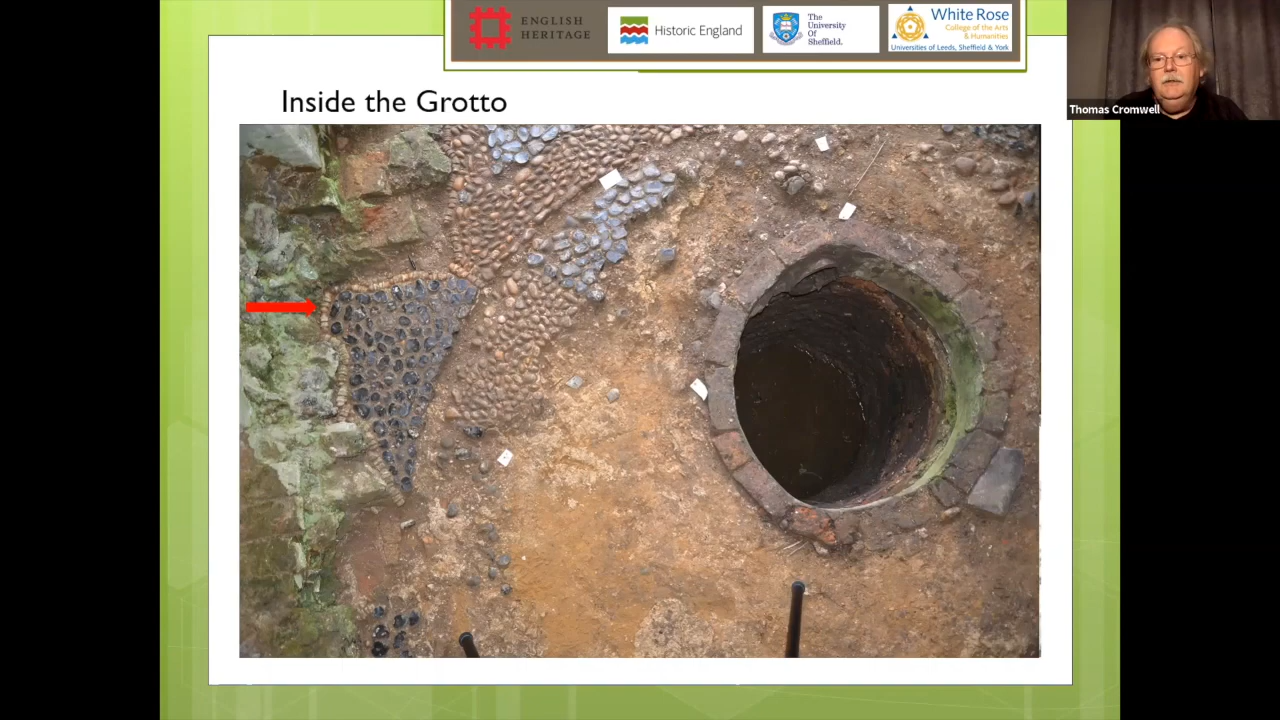 ENGLISH
HERITAGE
Historic England
The
University
Of
Sheffield.
White Rose
College of the Arts
& Humanities
Universities of Leeds, Sheffield & York
Thomas Cromwell
Inside the Grotto